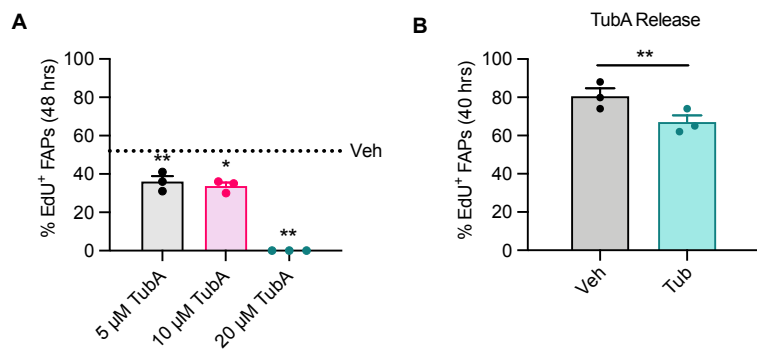 A
% EdU⁺ FAPs (48 hrs)
100
80
60
40
20
0
Veh
**
*
**
5 µM TubA
10 µM TubA
20 µM TubA
B
TubA Release
% EdU⁺ FAPs (40 hrs)
100
80
60
40
20
0
**
Veh
Tub